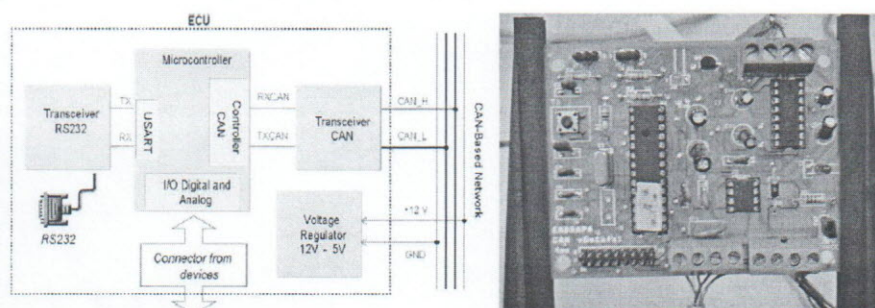 ECU
Microcontroller
Transceiver
RS232
TX
RX
USART
Controller
CAN
RXCAN
TXCAN
Transceiver
CAN
CAN_H
CAN_L
CAN-Based Network
I/O Digital and
Analog
RS232
Connector from
devices
Voltage
Regulator
12V - 5V
+12 V
GND
EMBRAPA